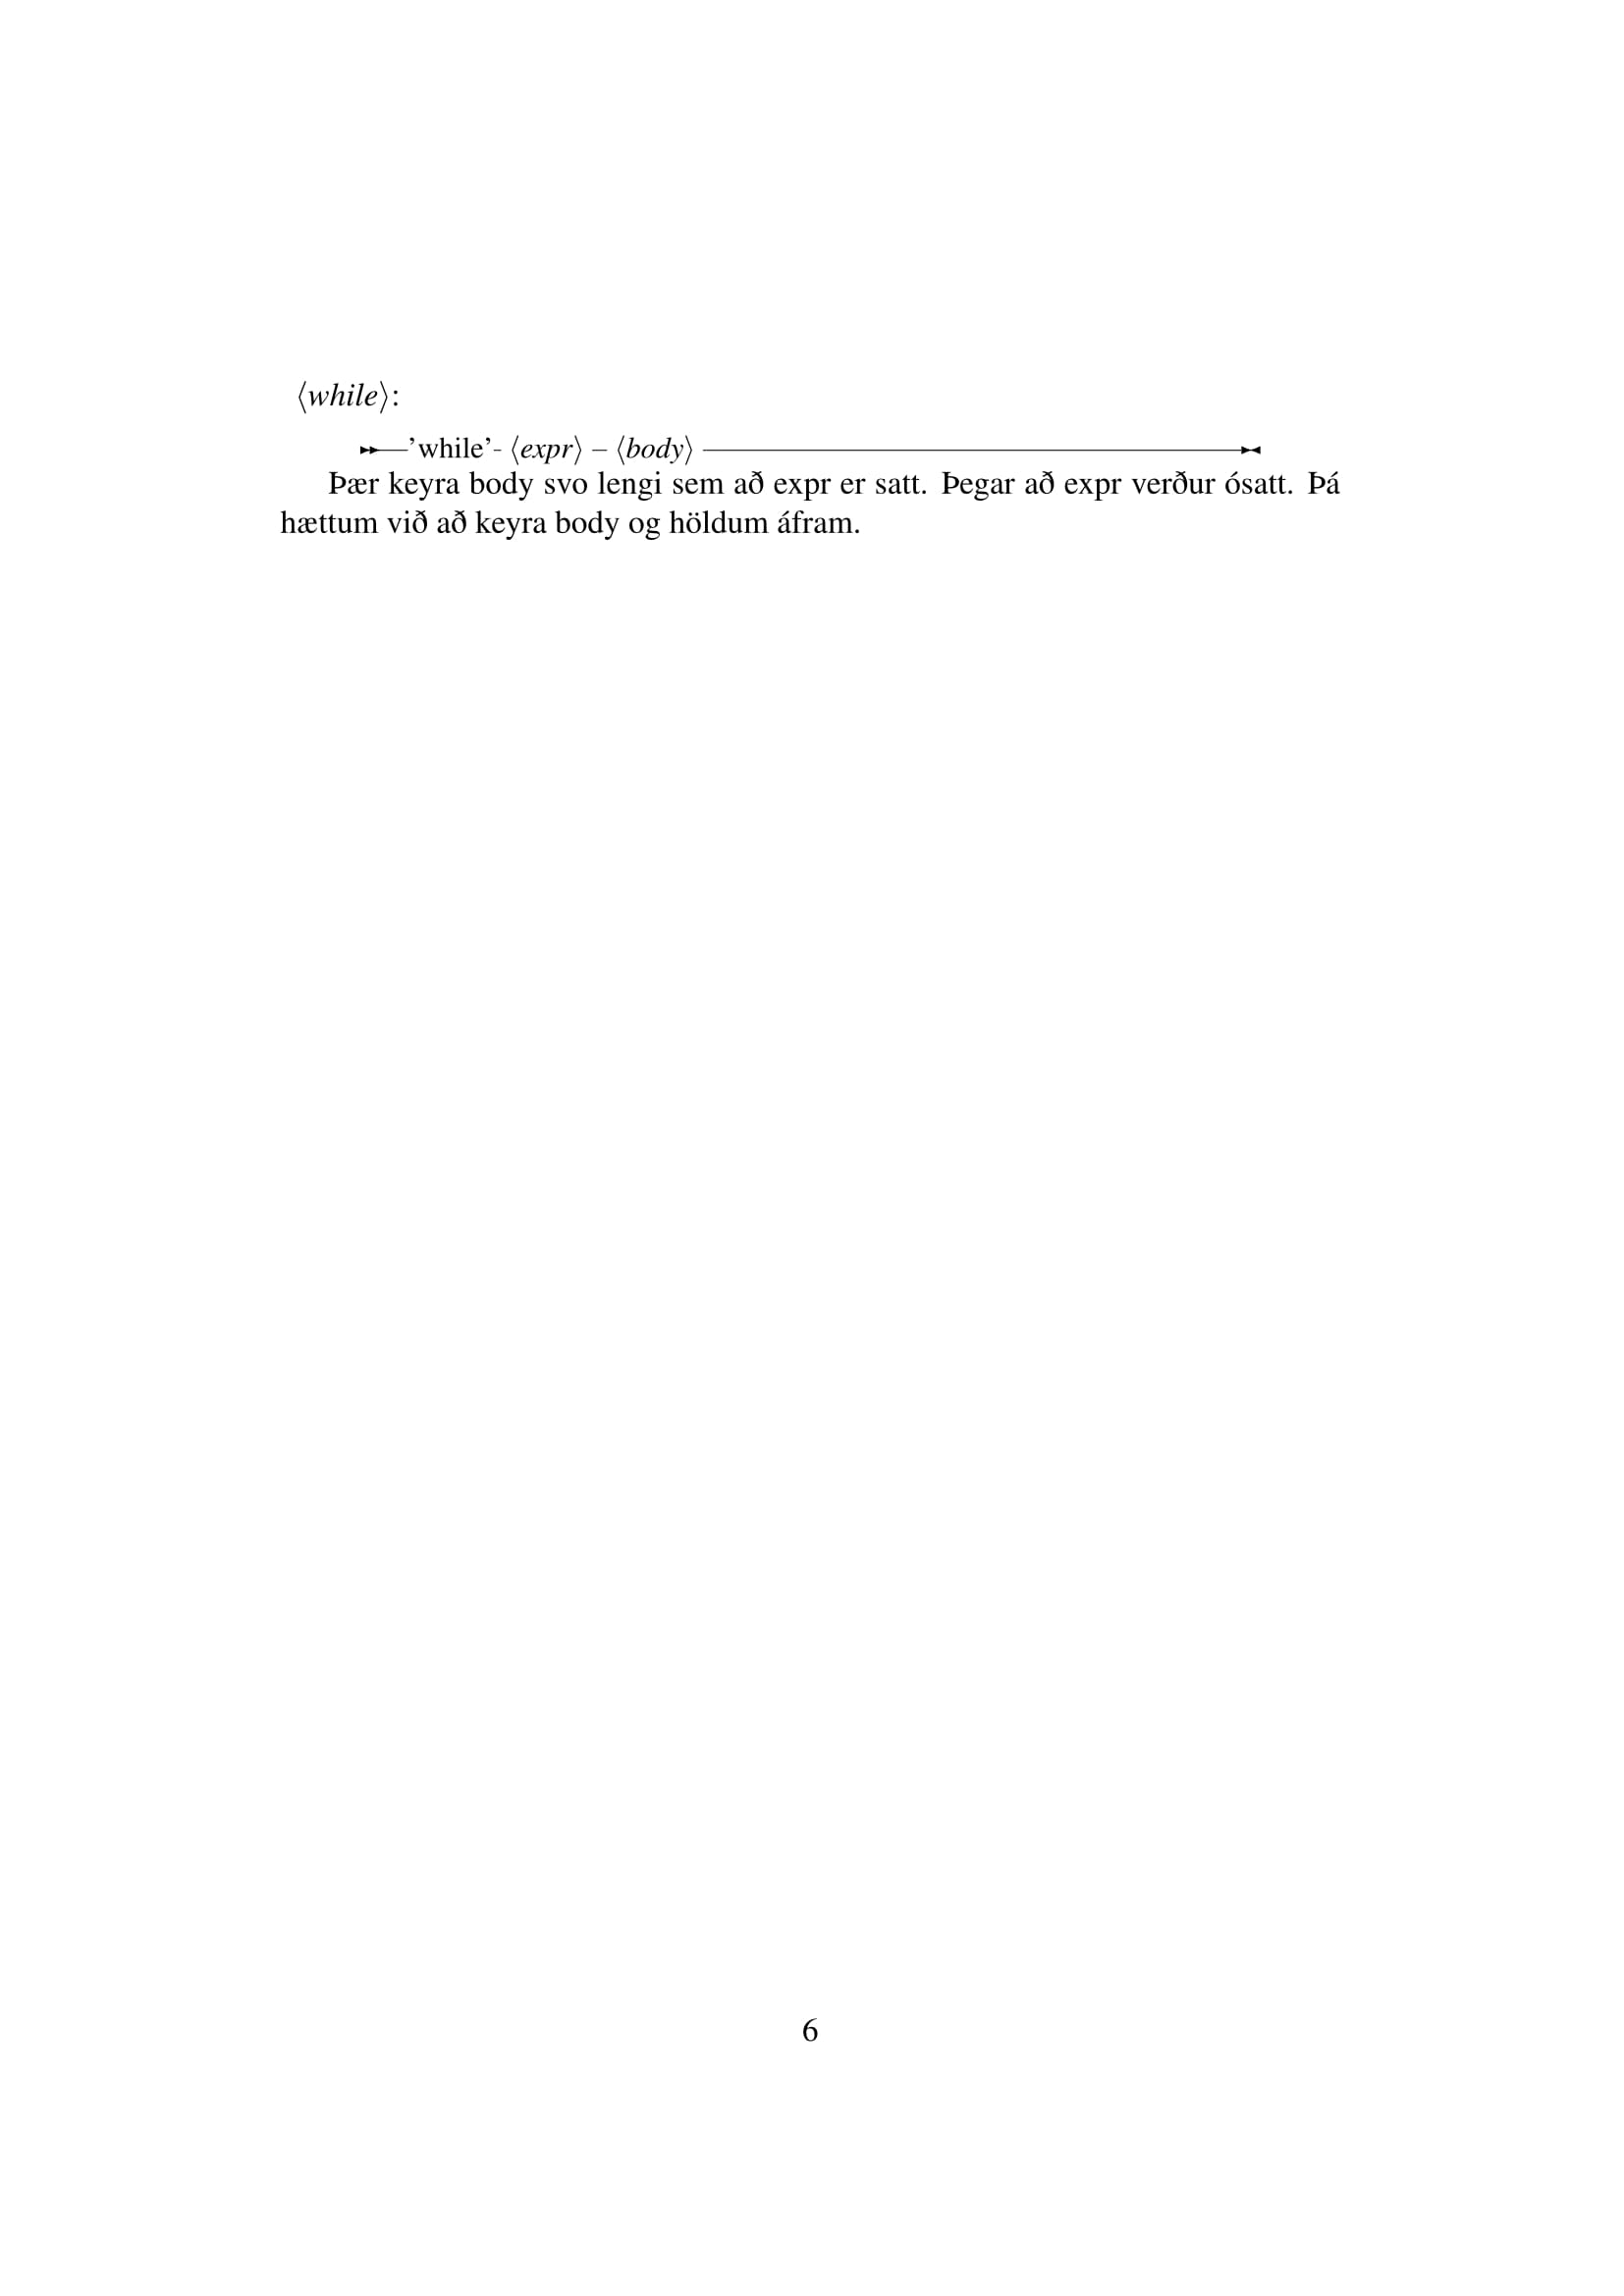 ⟨while⟩:
’while’- ⟨expr⟩ – ⟨body⟩
Þær keyra body svo lengi sem að expr er satt. Þegar að expr verður ósatt. Þá
hættum við að keyra body og höldum áfram.
6